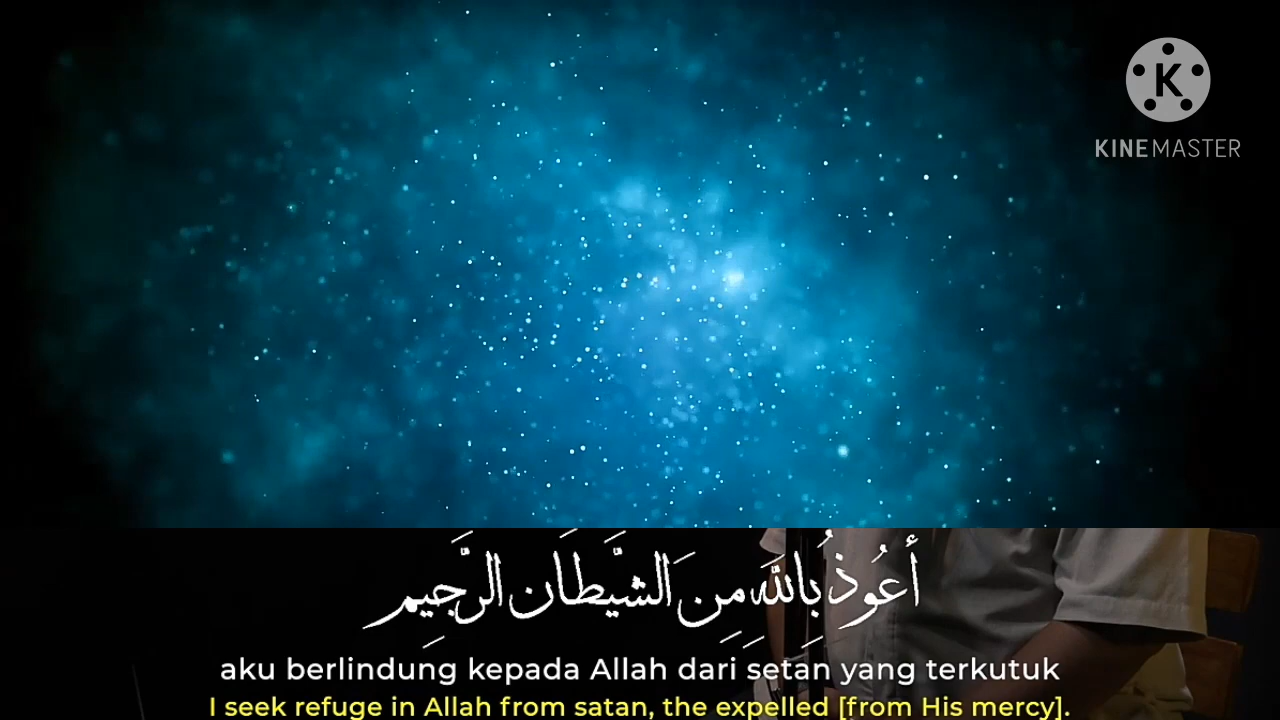 K
KINEMASTER
أَعُوذُ بِاللَّهِ مِنَ الشَّيْطَانِ الرَّجِيمِ
aku berlindung kepada Allah dari setan yang terkutuk
I seek refuge in Allah from satan, the expelled [from His mercy].